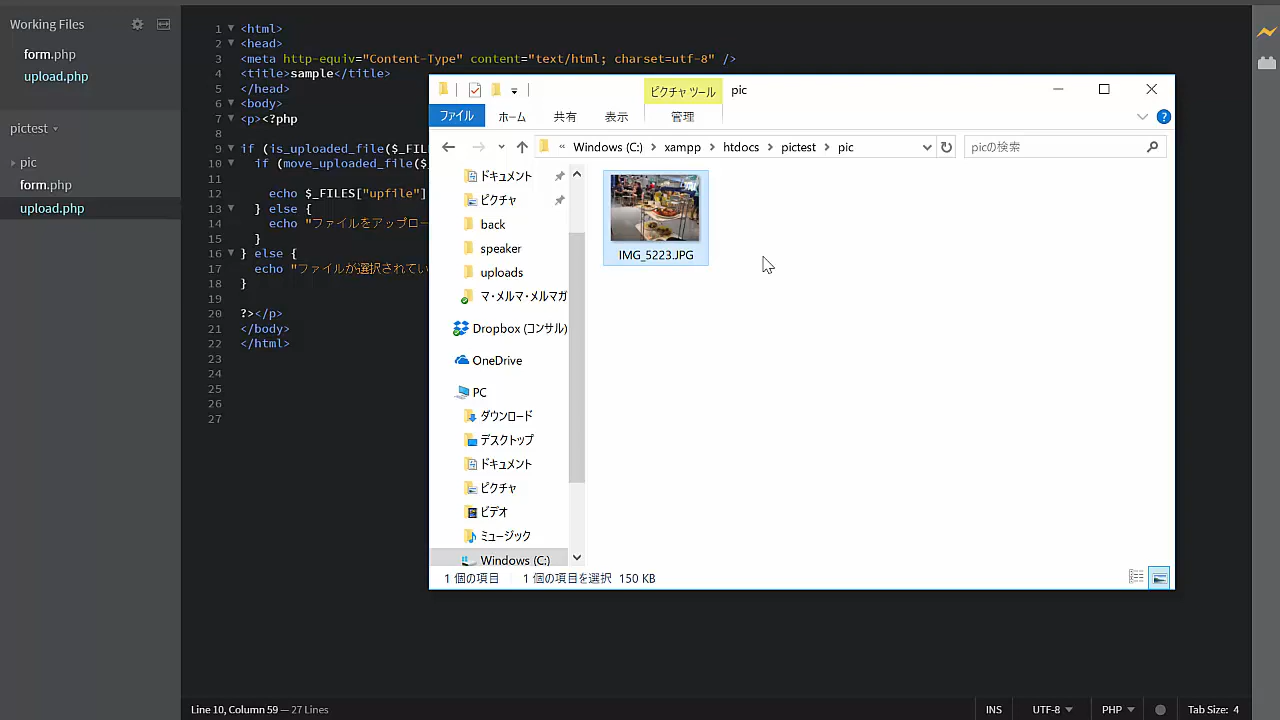 Working Files
form.php
upload.php
pictest
pic
form.php
upload.php
1 <html>
2 <head>
3 <meta http-equiv="Content-Type" content="text/html; charset=utf-8" />
4 <title>sample</title>
5 </head>
6 <body>
7 <p><?php
8
9 if (is_uploaded_file($_FIL
10 if (move_uploaded_file($
11
12 echo $_FILES["upfile"]
13 } else {
14 echo "ファイルをアップロー
15 }
16 } else {
17 echo "ファイルが選択されてい
18 }
19
20 ?></p>
21 </body>
22 </html>
23
24
25
26
27
ピクチャ ツール pic
ファイル ホーム 共有 表示 管理
« Windows (C:) > xampp > htdocs > pictest > pic
picの検索
ドキュメント
ピクチャ
back
speaker
uploads
マ・メルマ・メルマガ
Dropbox (コンサル)
OneDrive
PC
ダウンロード
デスクトップ
ドキュメント
ピクチャ
ビデオ
ミュージック
Windows (C:)
IMG_5223.JPG
1 個の項目 1 個の項目を選択 150 KB
Line 10, Column 59 — 27 Lines
INS UTF-8 PHP Tab Size: 4